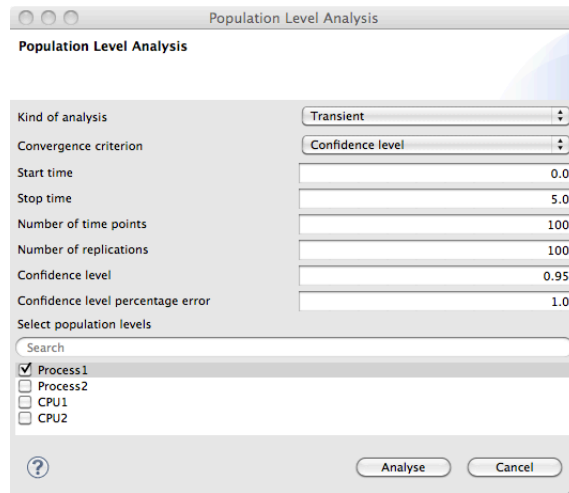 Population Level Analysis
Population Level Analysis
Kind of analysis Transient
Convergence criterion Confidence level
Start time 0.0
Stop time 5.0
Number of time points 100
Number of replications 100
Confidence level 0.95
Confidence level percentage error 1.0
Select population levels
Search
Process1
Process2
CPU1
CPU2
? Analyse Cancel